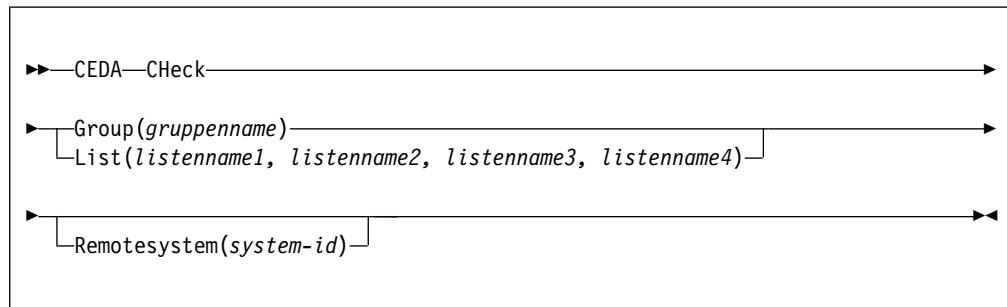 CEDA CHeck
Group(gruppenname)
List(listenname1, listenname2, listenname3, listenname4)
Remotesystem(system-id)